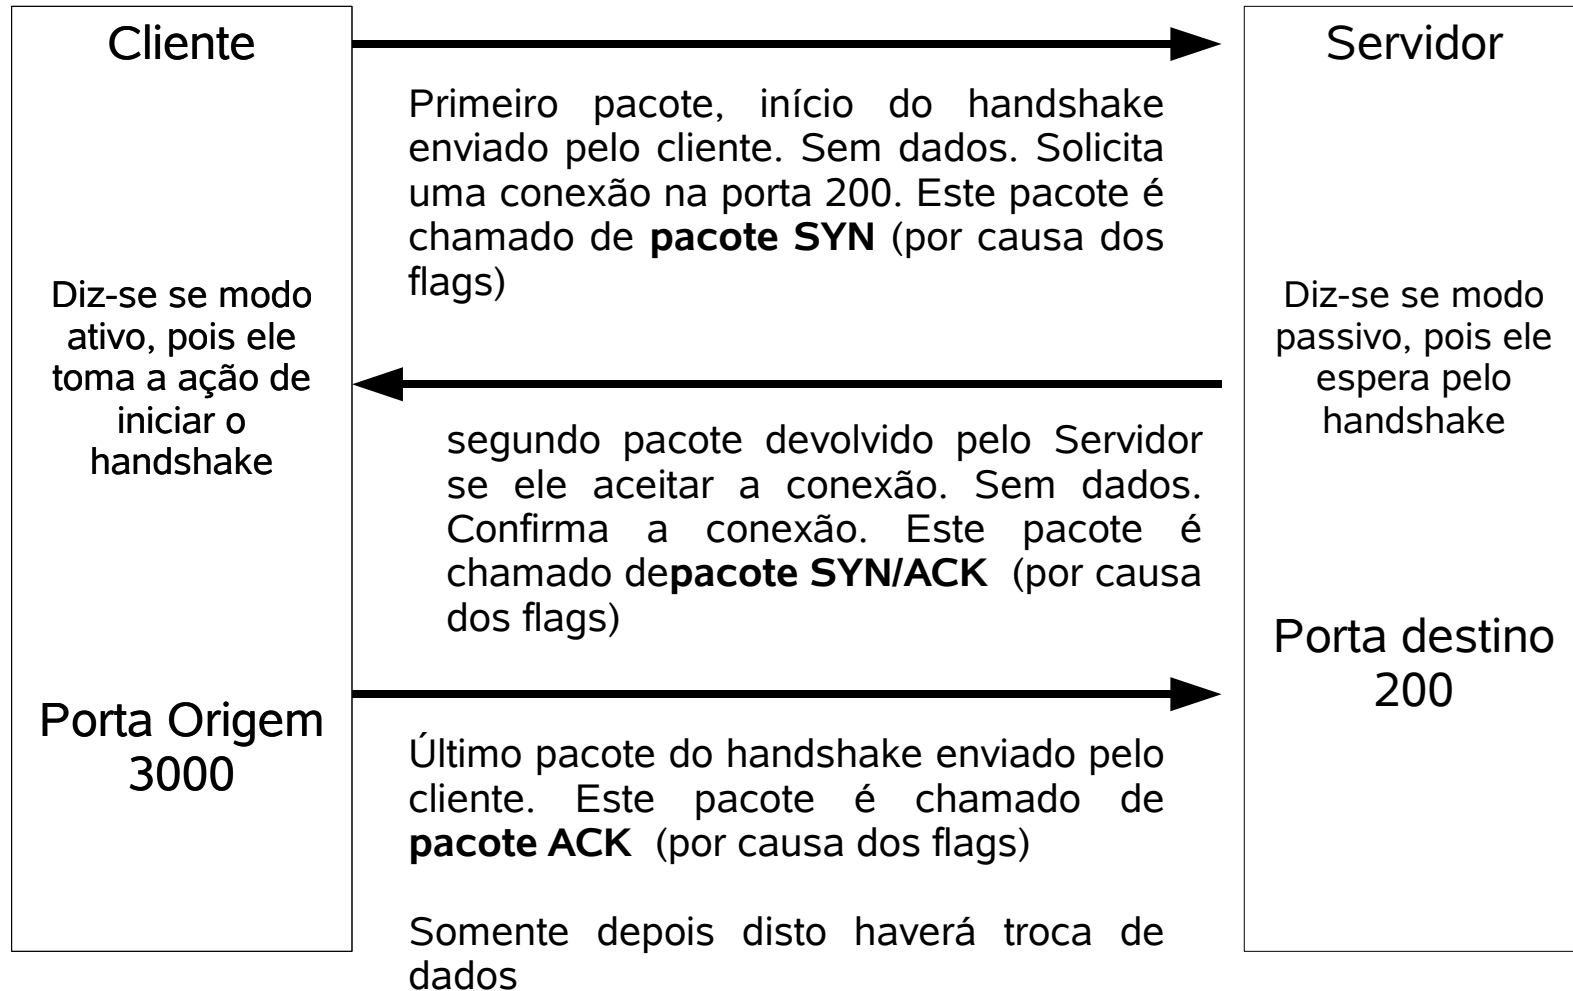 Cliente
Diz-se se modo
ativo, pois ele
toma a ação de
iniciar o
handshake
Porta Origem
3000
Primeiro pacote, início do handshake
enviado pelo cliente. Sem dados. Solicita
uma conexão na porta 200. Este pacote é
chamado de pacote SYN (por causa dos
flags)
segundo pacote devolvido pelo Servidor
se ele aceitar a conexão. Sem dados.
Confirma a conexão. Este pacote é
chamado depacote SYN/ACK (por causa
dos flags)
Último pacote do handshake enviado pelo
cliente. Este pacote é chamado de
pacote ACK (por causa dos flags)
Somente depois disto haverá troca de
dados
Servidor
Diz-se se modo
passivo, pois ele
espera pelo
handshake
Porta destino
200